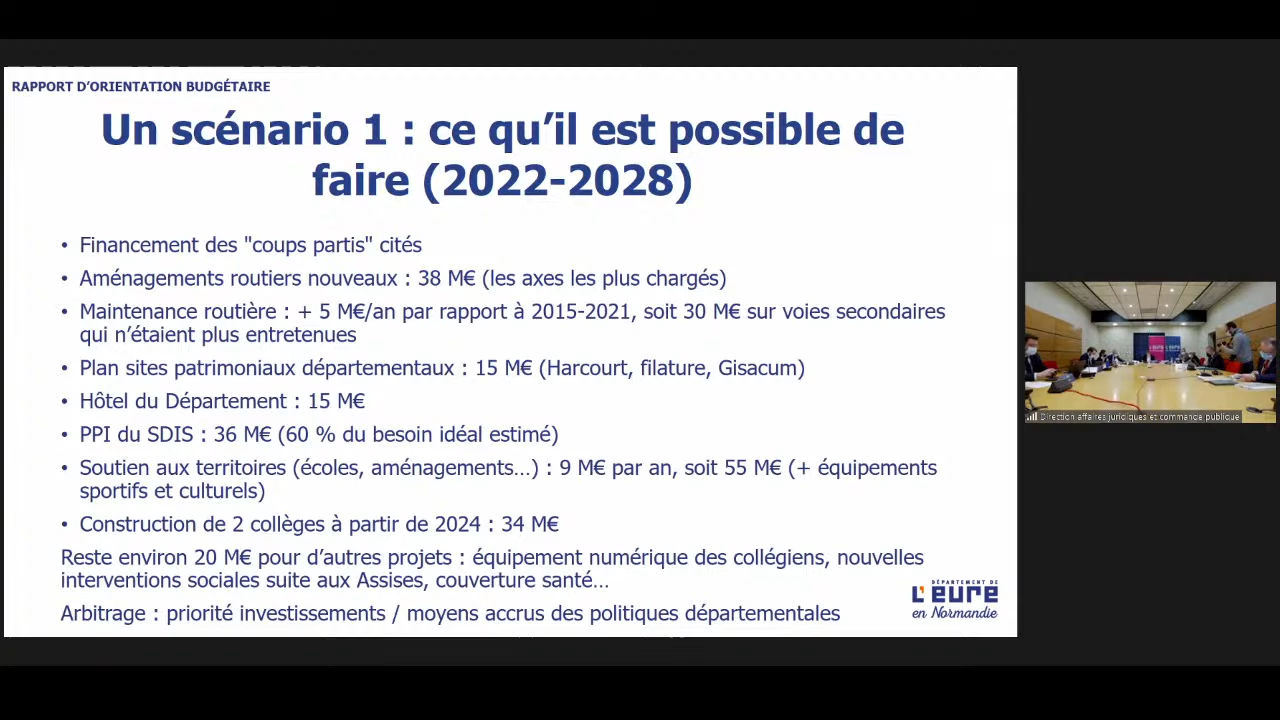 RAPPORT D’ORIENTATION BUDGÉTAIRE
Un scénario 1 : ce qu’il est possible de
faire (2022-2028)
• Financement des "coups partis" cités
• Aménagements routiers nouveaux : 38 M€ (les axes les plus chargés)
• Maintenance routière : + 5 M€/an par rapport à 2015-2021, soit 30 M€ sur voies secondaires
qui n’étaient plus entretenues
• Plan sites patrimoniaux départementaux : 15 M€ (Harcourt, filature, Gisacum)
• Hôtel du Département : 15 M€
• PPI du SDIS : 36 M€ (60 % du besoin idéal estimé)
• Soutien aux territoires (écoles, aménagements…) : 9 M€ par an, soit 55 M€ (+ équipements
sportifs et culturels)
• Construction de 2 collèges à partir de 2024 : 34 M€
Reste environ 20 M€ pour d’autres projets : équipement numérique des collégiens, nouvelles
interventions sociales suite aux Assises, couverture santé…
Arbitrage : priorité investissements / moyens accrus des politiques départementales
DÉPARTEMENT DE
L’EURE
en Normandie
Direction affaires juridiques et commande publique